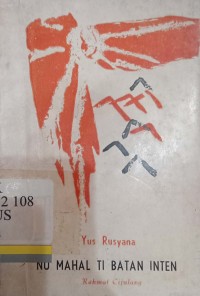 2 108
US
Yus Rusyana
NU MAHAL TI BATAN INTEN
Rahmat Cijulang